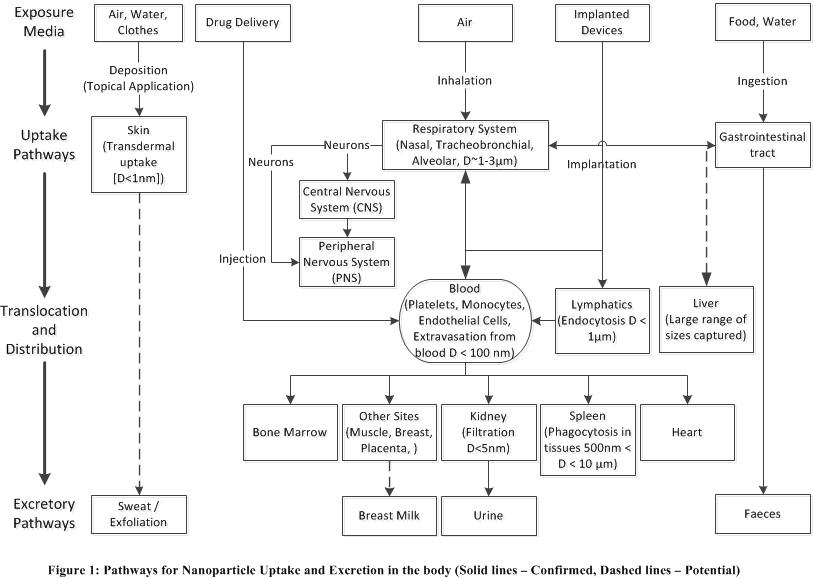 Exposure
Media
Air, Water,
Clothes
Drug Delivery
Air
Implanted
Devices
Food, Water
Deposition
(Topical Application)
Inhalation
Ingestion
Uptake
Pathways
Skin
(Transdermal
uptake
[D<1nm])
Neurons
Neurons
Respiratory System
(Nasal, Tracheobronchial,
Alveolar, D~1-3µm)
Implantation
Gastrointestinal
tract
Central Nervous
System (CNS)
Peripheral
Nervous System
(PNS)
Injection
Translocation
and
Distribution
Blood
(Platelets, Monocytes,
Endothelial Cells,
Extravasation from
blood D < 100 nm)
Lymphatics
(Endocytosis D <
1µm)
Liver
(Large range of
sizes captured)
Bone Marrow
Other Sites
(Muscle, Breast,
Placenta, )
Kidney
(Filtration
D<5nm)
Spleen
(Phagocytosis in
tissues 500nm <
D < 10 µm)
Heart
Excretory
Pathways
Sweat /
Exfoliation
Breast Milk
Urine
Faeces
Figure 1: Pathways for Nanoparticle Uptake and Excretion in the body (Solid lines – Confirmed, Dashed lines – Potential)